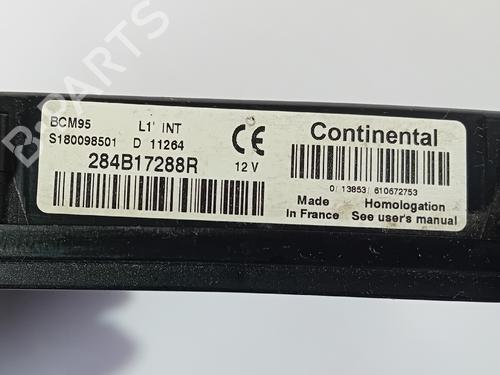 BCM95 L1' INT
S180098501 D 11264
284B17288R 12 V
Continental
0 13853 610672753
Made In France
Homologation See user's manual
B-PARTS